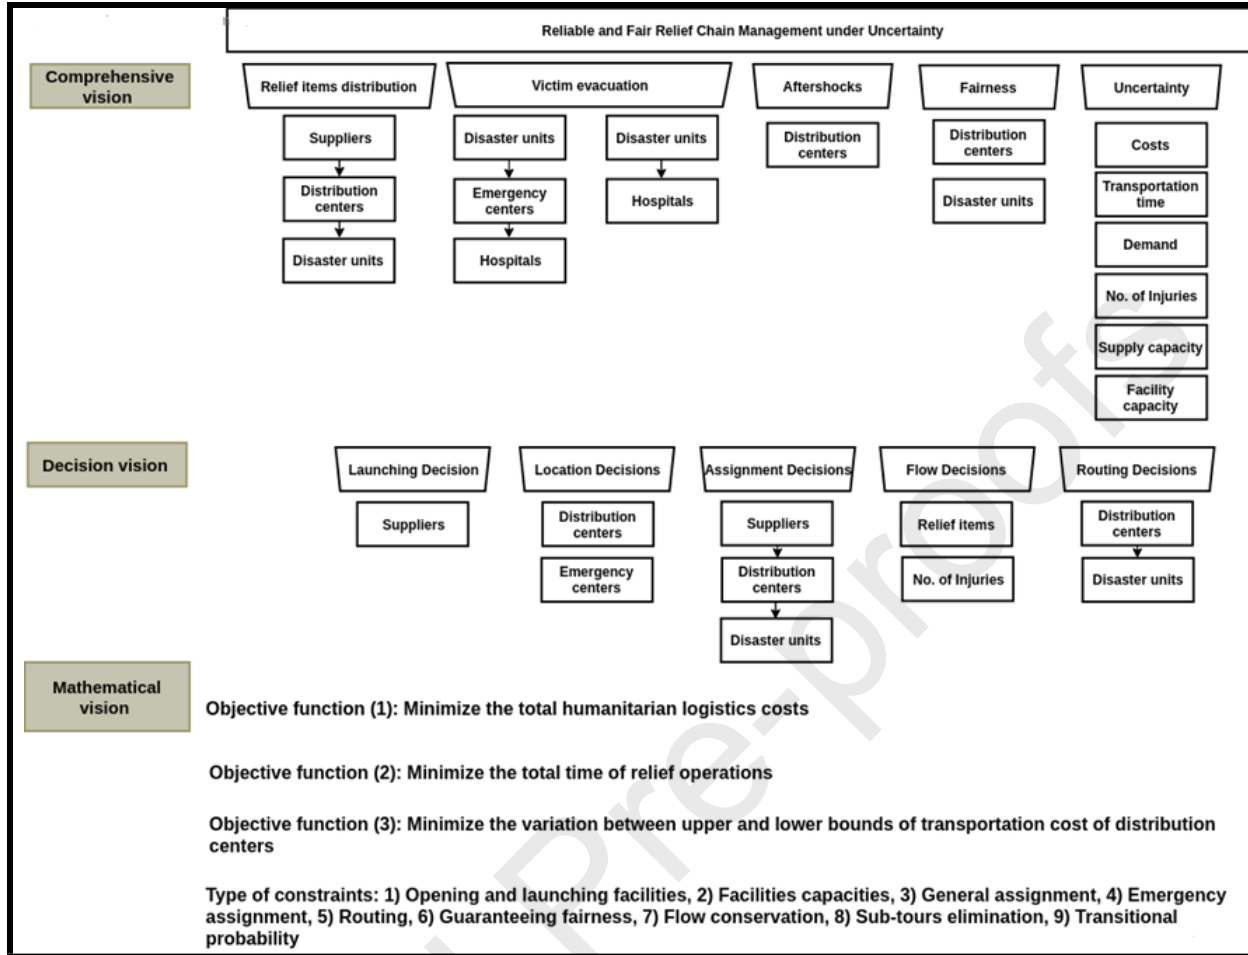 Reliable and Fair Relief Chain Management under Uncertainty
Comprehensive
vision
Relief items distribution
Victim evacuation
Aftershocks
Fairness
Uncertainty
Suppliers
Distribution
centers
Disaster units
Disaster units
Emergency
centers
Hospitals
Disaster units
Hospitals
Distribution
centers
Distribution
centers
Disaster units
Costs
Transportation
time
Demand
No. of Injuries
Supply capacity
Facility
capacity
Decision vision
Launching Decision
Location Decisions
Assignment Decisions
Flow Decisions
Routing Decisions
Suppliers
Distribution
centers
Emergency
centers
Suppliers
Distribution
centers
Disaster units
Relief items
No. of Injuries
Distribution
centers
Disaster units
Mathematical
vision
Objective function (1): Minimize the total humanitarian logistics costs
Objective function (2): Minimize the total time of relief operations
Objective function (3): Minimize the variation between upper and lower bounds of transportation cost of distribution
centers
Type of constraints: 1) Opening and launching facilities, 2) Facilities capacities, 3) General assignment, 4) Emergency
assignment, 5) Routing, 6) Guaranteeing fairness, 7) Flow conservation, 8) Sub-tours elimination, 9) Transitional
probability
Pre-proofs